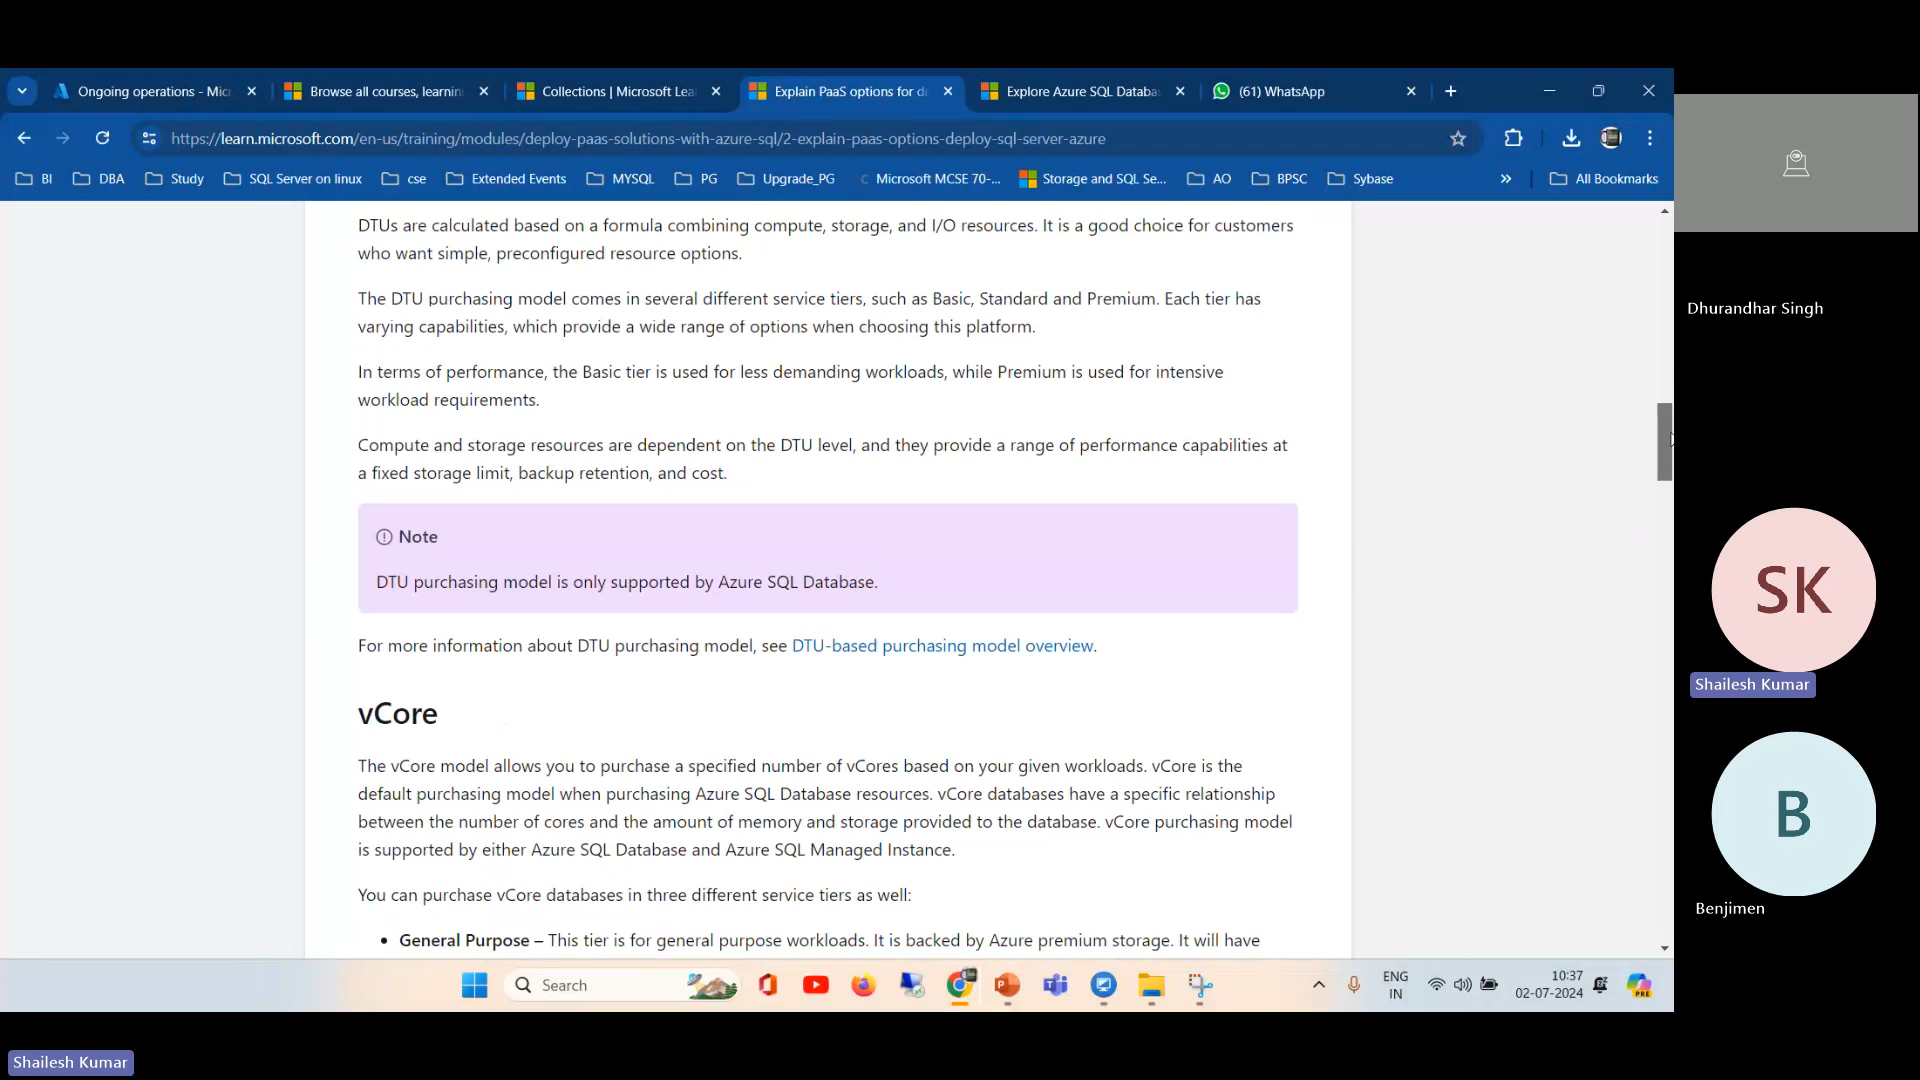 Ongoing operations - Micr
Browse all courses, learnin
Collections | Microsoft Lea
Explain PaaS options for de
Explore Azure SQL Databa
(61) WhatsApp
https://learn.microsoft.com/en-us/training/modules/deploy-paas-solutions-with-azure-sql/2-explain-paas-options-deploy-sql-server-azure
BI
DBA
Study
SQL Server on linux
cse
Extended Events
MYSQL
PG
Upgrade_PG
Microsoft MCSE 70-...
Storage and SQL Se...
AO
BPSC
Sybase
All Bookmarks
DTUs are calculated based on a formula combining compute, storage, and I/O resources. It is a good choice for customers
who want simple, preconfigured resource options.
The DTU purchasing model comes in several different service tiers, such as Basic, Standard and Premium. Each tier has
varying capabilities, which provide a wide range of options when choosing this platform.
In terms of performance, the Basic tier is used for less demanding workloads, while Premium is used for intensive
workload requirements.
Compute and storage resources are dependent on the DTU level, and they provide a range of performance capabilities at
a fixed storage limit, backup retention, and cost.
Note
DTU purchasing model is only supported by Azure SQL Database.
For more information about DTU purchasing model, see DTU-based purchasing model overview.
vCore
The vCore model allows you to purchase a specified number of vCores based on your given workloads. vCore is the
default purchasing model when purchasing Azure SQL Database resources. vCore databases have a specific relationship
between the number of cores and the amount of memory and storage provided to the database. vCore purchasing model
is supported by either Azure SQL Database and Azure SQL Managed Instance.
You can purchase vCore databases in three different service tiers as well:
• General Purpose – This tier is for general purpose workloads. It is backed by Azure premium storage. It will have
Search
ENG
IN
10:37
02-07-2024
PRE
Dhurandhar Singh
SK
Shailesh Kumar
B
Benjimen
Shailesh Kumar